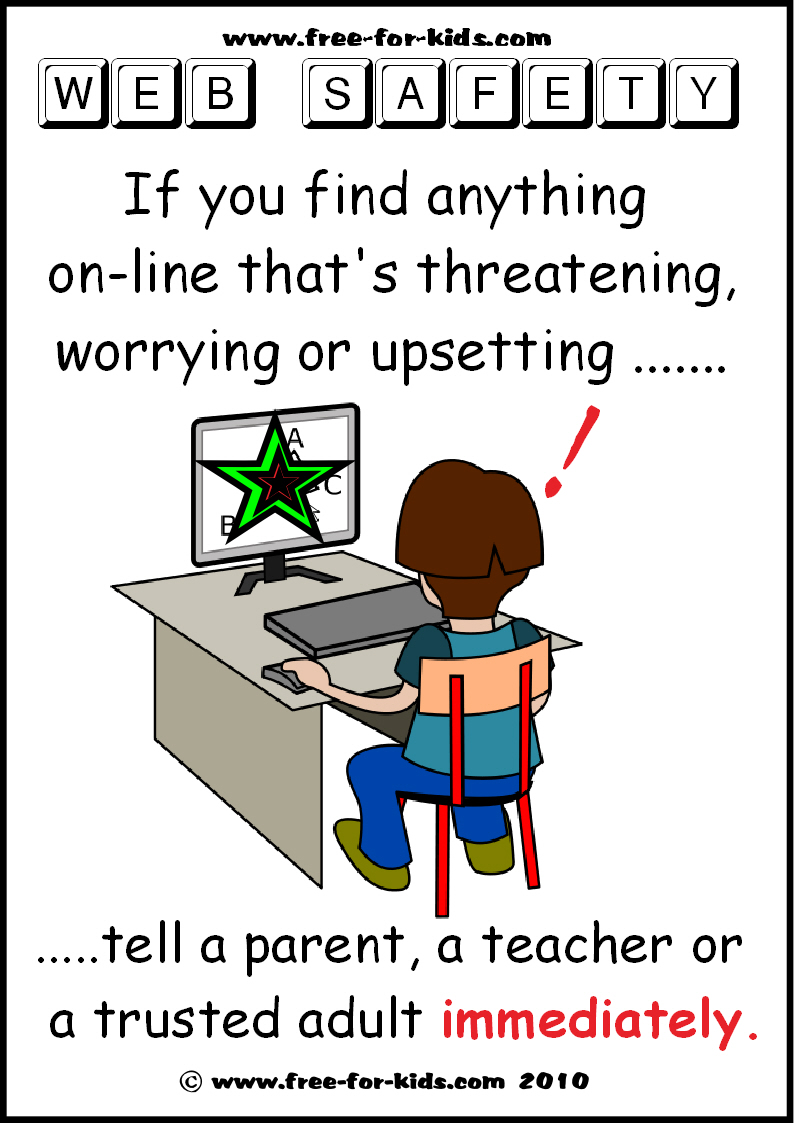 www.free-for-kids.com
WEB SAFETY
If you find anything
on-line that's threatening,
worrying or upsetting .......
A
C
B
!
.....tell a parent, a teacher or
a trusted adult immediately.
© www.free-for-kids.com 2010